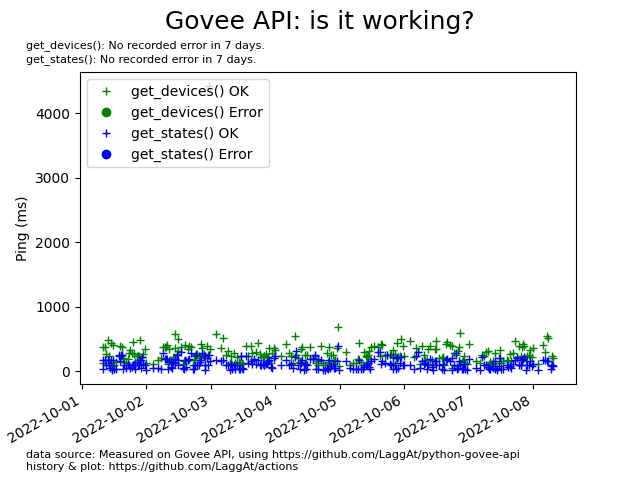 Govee API: is it working?
get_devices(): No recorded error in 7 days.
get_states(): No recorded error in 7 days.
get_devices() OK
get_devices() Error
get_states() OK
get_states() Error
Ping (ms)
4000
3000
2000
1000
0
2022-10-01
2022-10-02
2022-10-03
2022-10-04
2022-10-05
2022-10-06
2022-10-07
2022-10-08
data source: Measured on Govee API, using https://github.com/LaggAt/python-govee-api
history & plot: https://github.com/LaggAt/actions